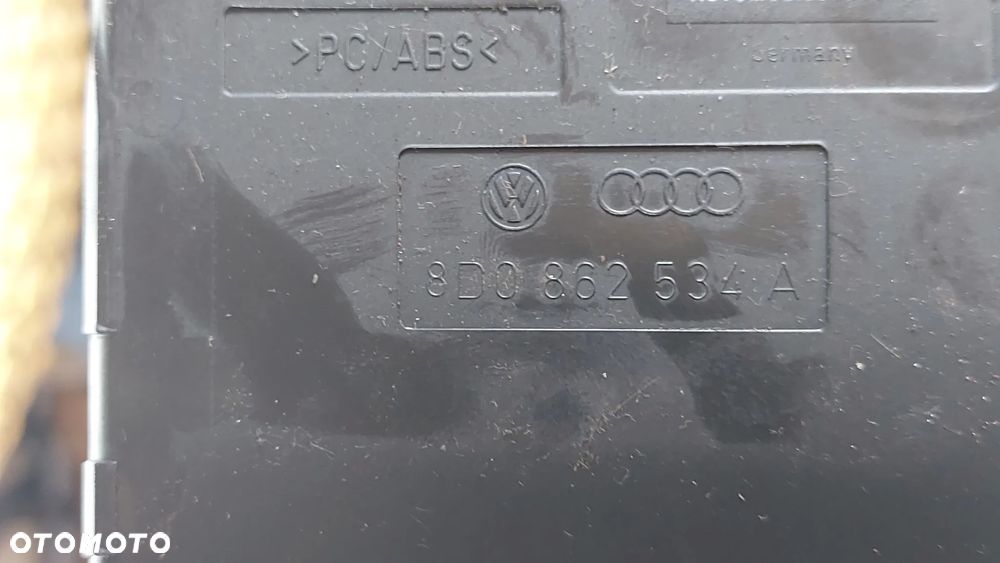 >PC/ABS<
Germany
8D0 862 534 A
OTOMOTO